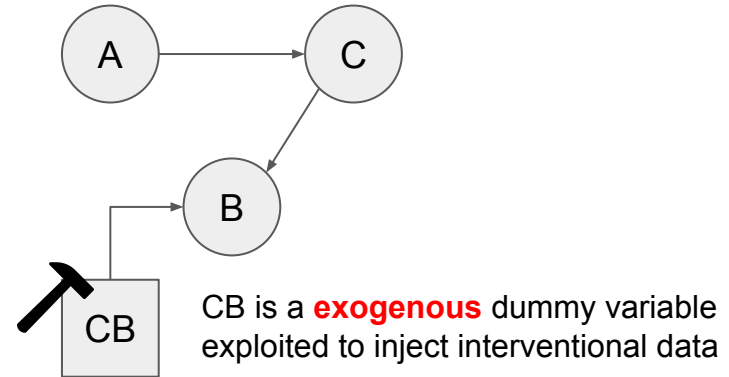 A
C
B
CB
CB is a exogenous dummy variable
exploited to inject interventional data